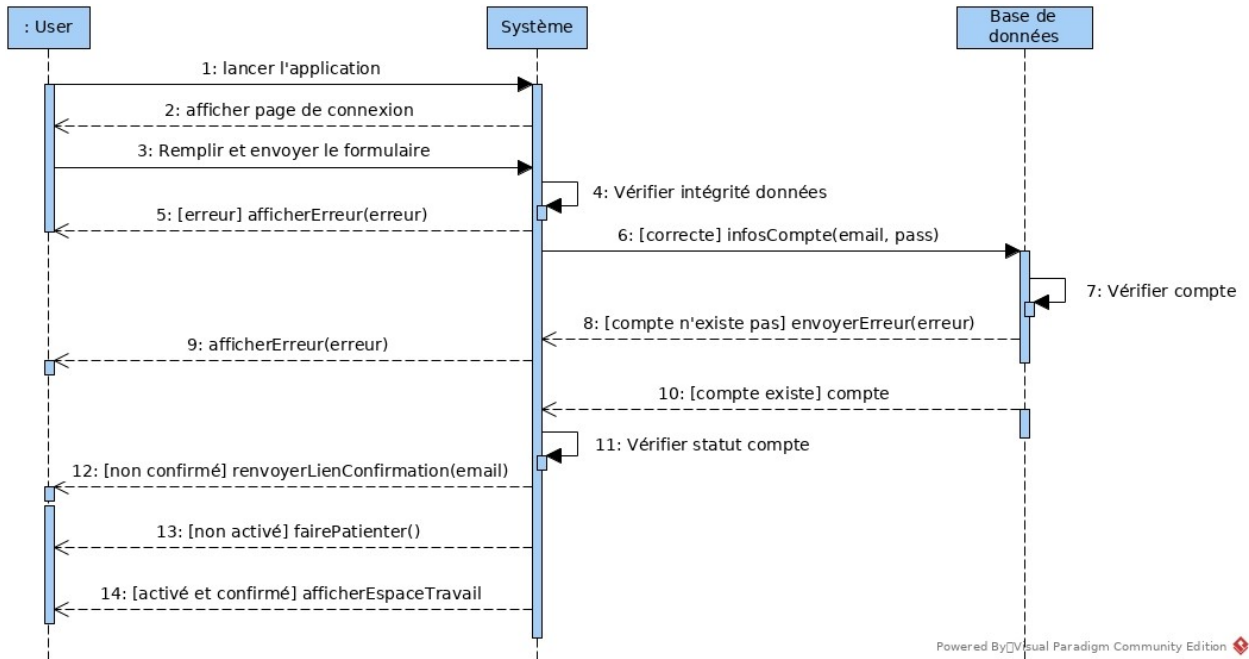 : User
Système
Base de
données
1: lancer l'application
2: afficher page de connexion
3: Remplir et envoyer le formulaire
4: Vérifier intégrité données
5: [erreur] afficherErreur(erreur)
6: [correcte] infosCompte(email, pass)
7: Vérifier compte
8: [compte n'existe pas] envoyerErreur(erreur)
9: afficherErreur(erreur)
10: [compte existe] compte
11: Vérifier statut compte
12: [non confirmé] renvoyerLienConfirmation(email)
13: [non activé] fairePatienter()
14: [activé et confirmé] afficherEspaceTravail
Powered By▯Visual Paradigm Community Edition